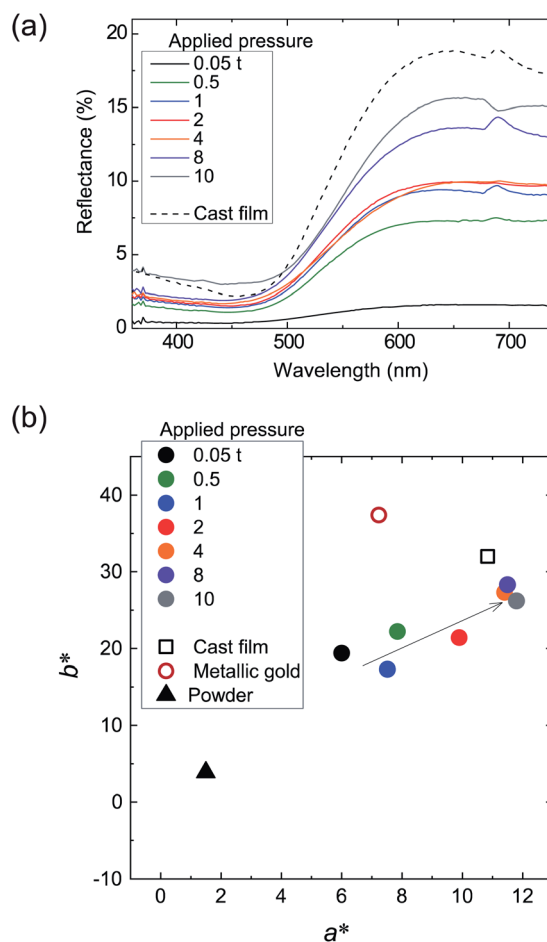 (a)
Applied pressure
0.05 t
0.5
1
2
4
8
10
Cast film
20
15
10
5
0
Reflectance (%)
400 500 600 700
Wavelength (nm)
(b)
Applied pressure
0.05 t
0.5
1
2
4
8
10
Cast film
Metallic gold
Powder
40
30
20
10
0
-10
b*
0 2 4 6 8 10 12
a*